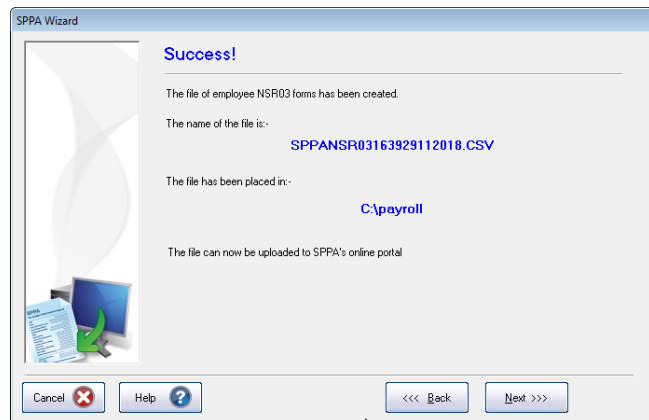 SPPA Wizard
Success!
The file of employee NSR03 forms has been created.
The name of the file is:-
SPPANSR03163929112018.CSV
The file has been placed in:-
C:\payroll
The file can now be uploaded to SPPA's online portal
SPPA
Cancel
Help
<<< Back
Next >>>